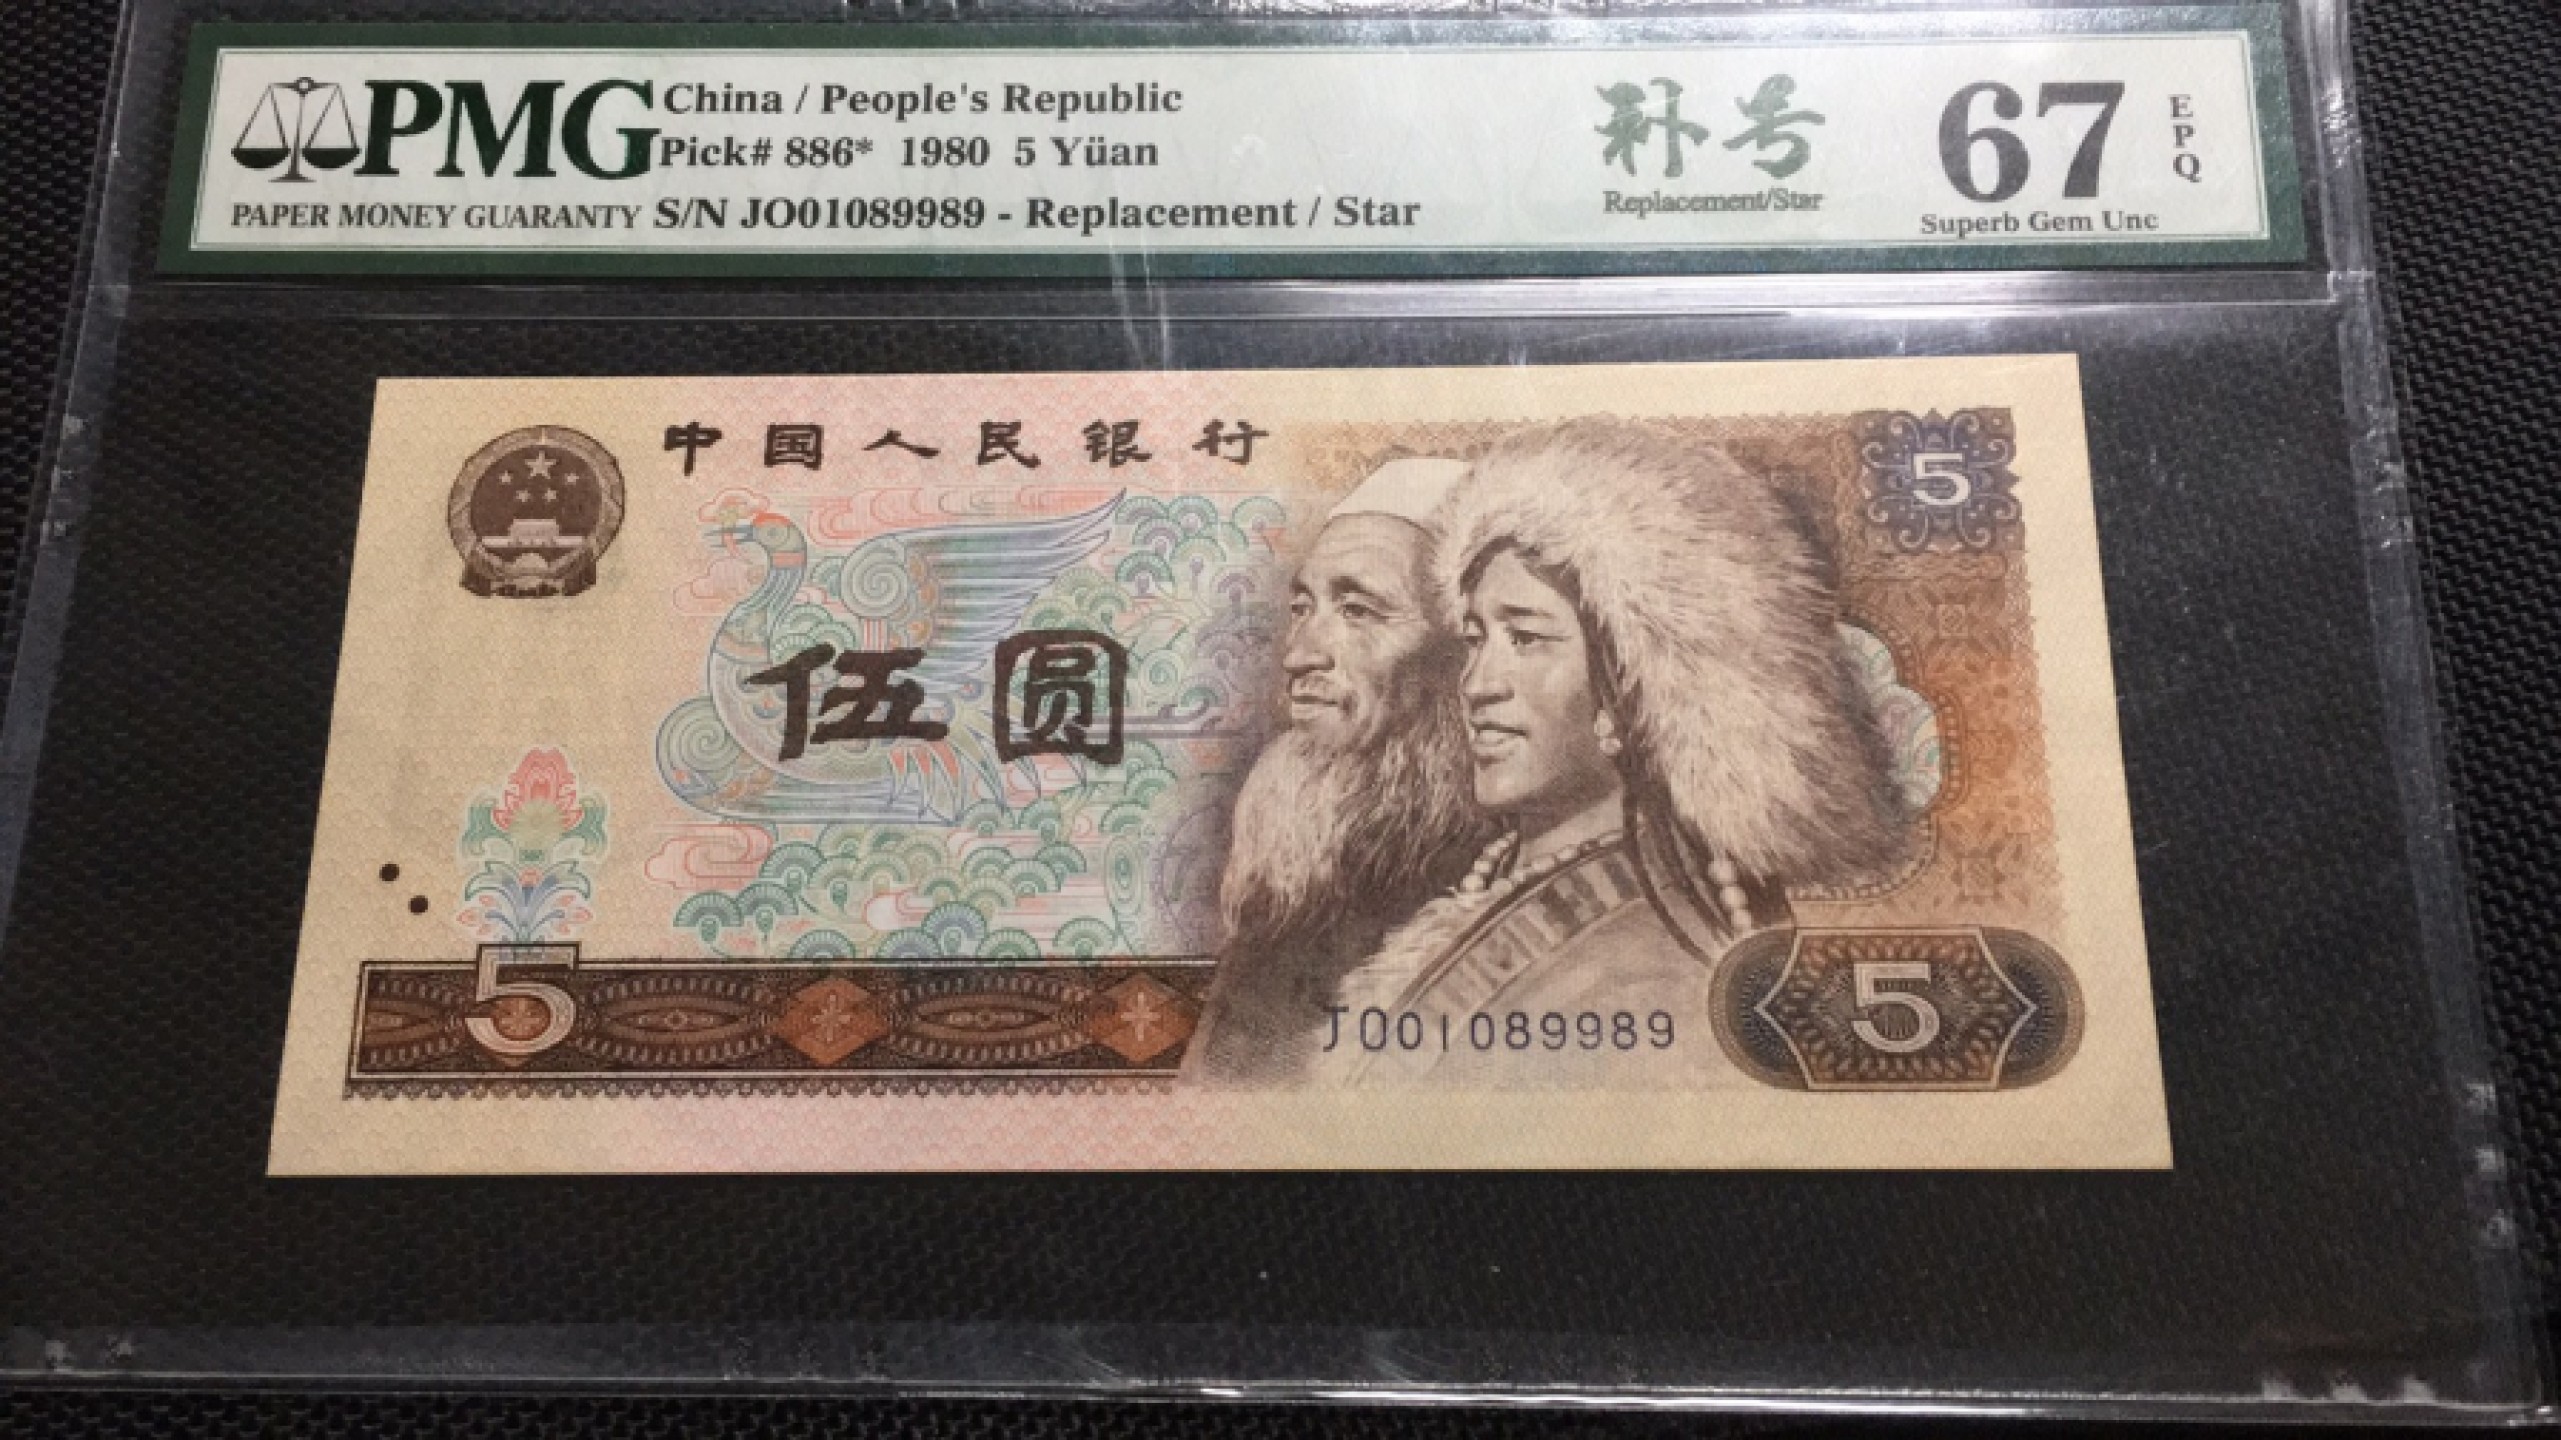 PMG China / People's Republic
Pick# 886* 1980 5 Yüan
PAPER MONEY GUARANTY S/N JO01089989 - Replacement / Star
补号
Replacement/Star
67
EPQ
Superb Gem Unc
中国人民银行
5
伍圆
5
JO01089989
5